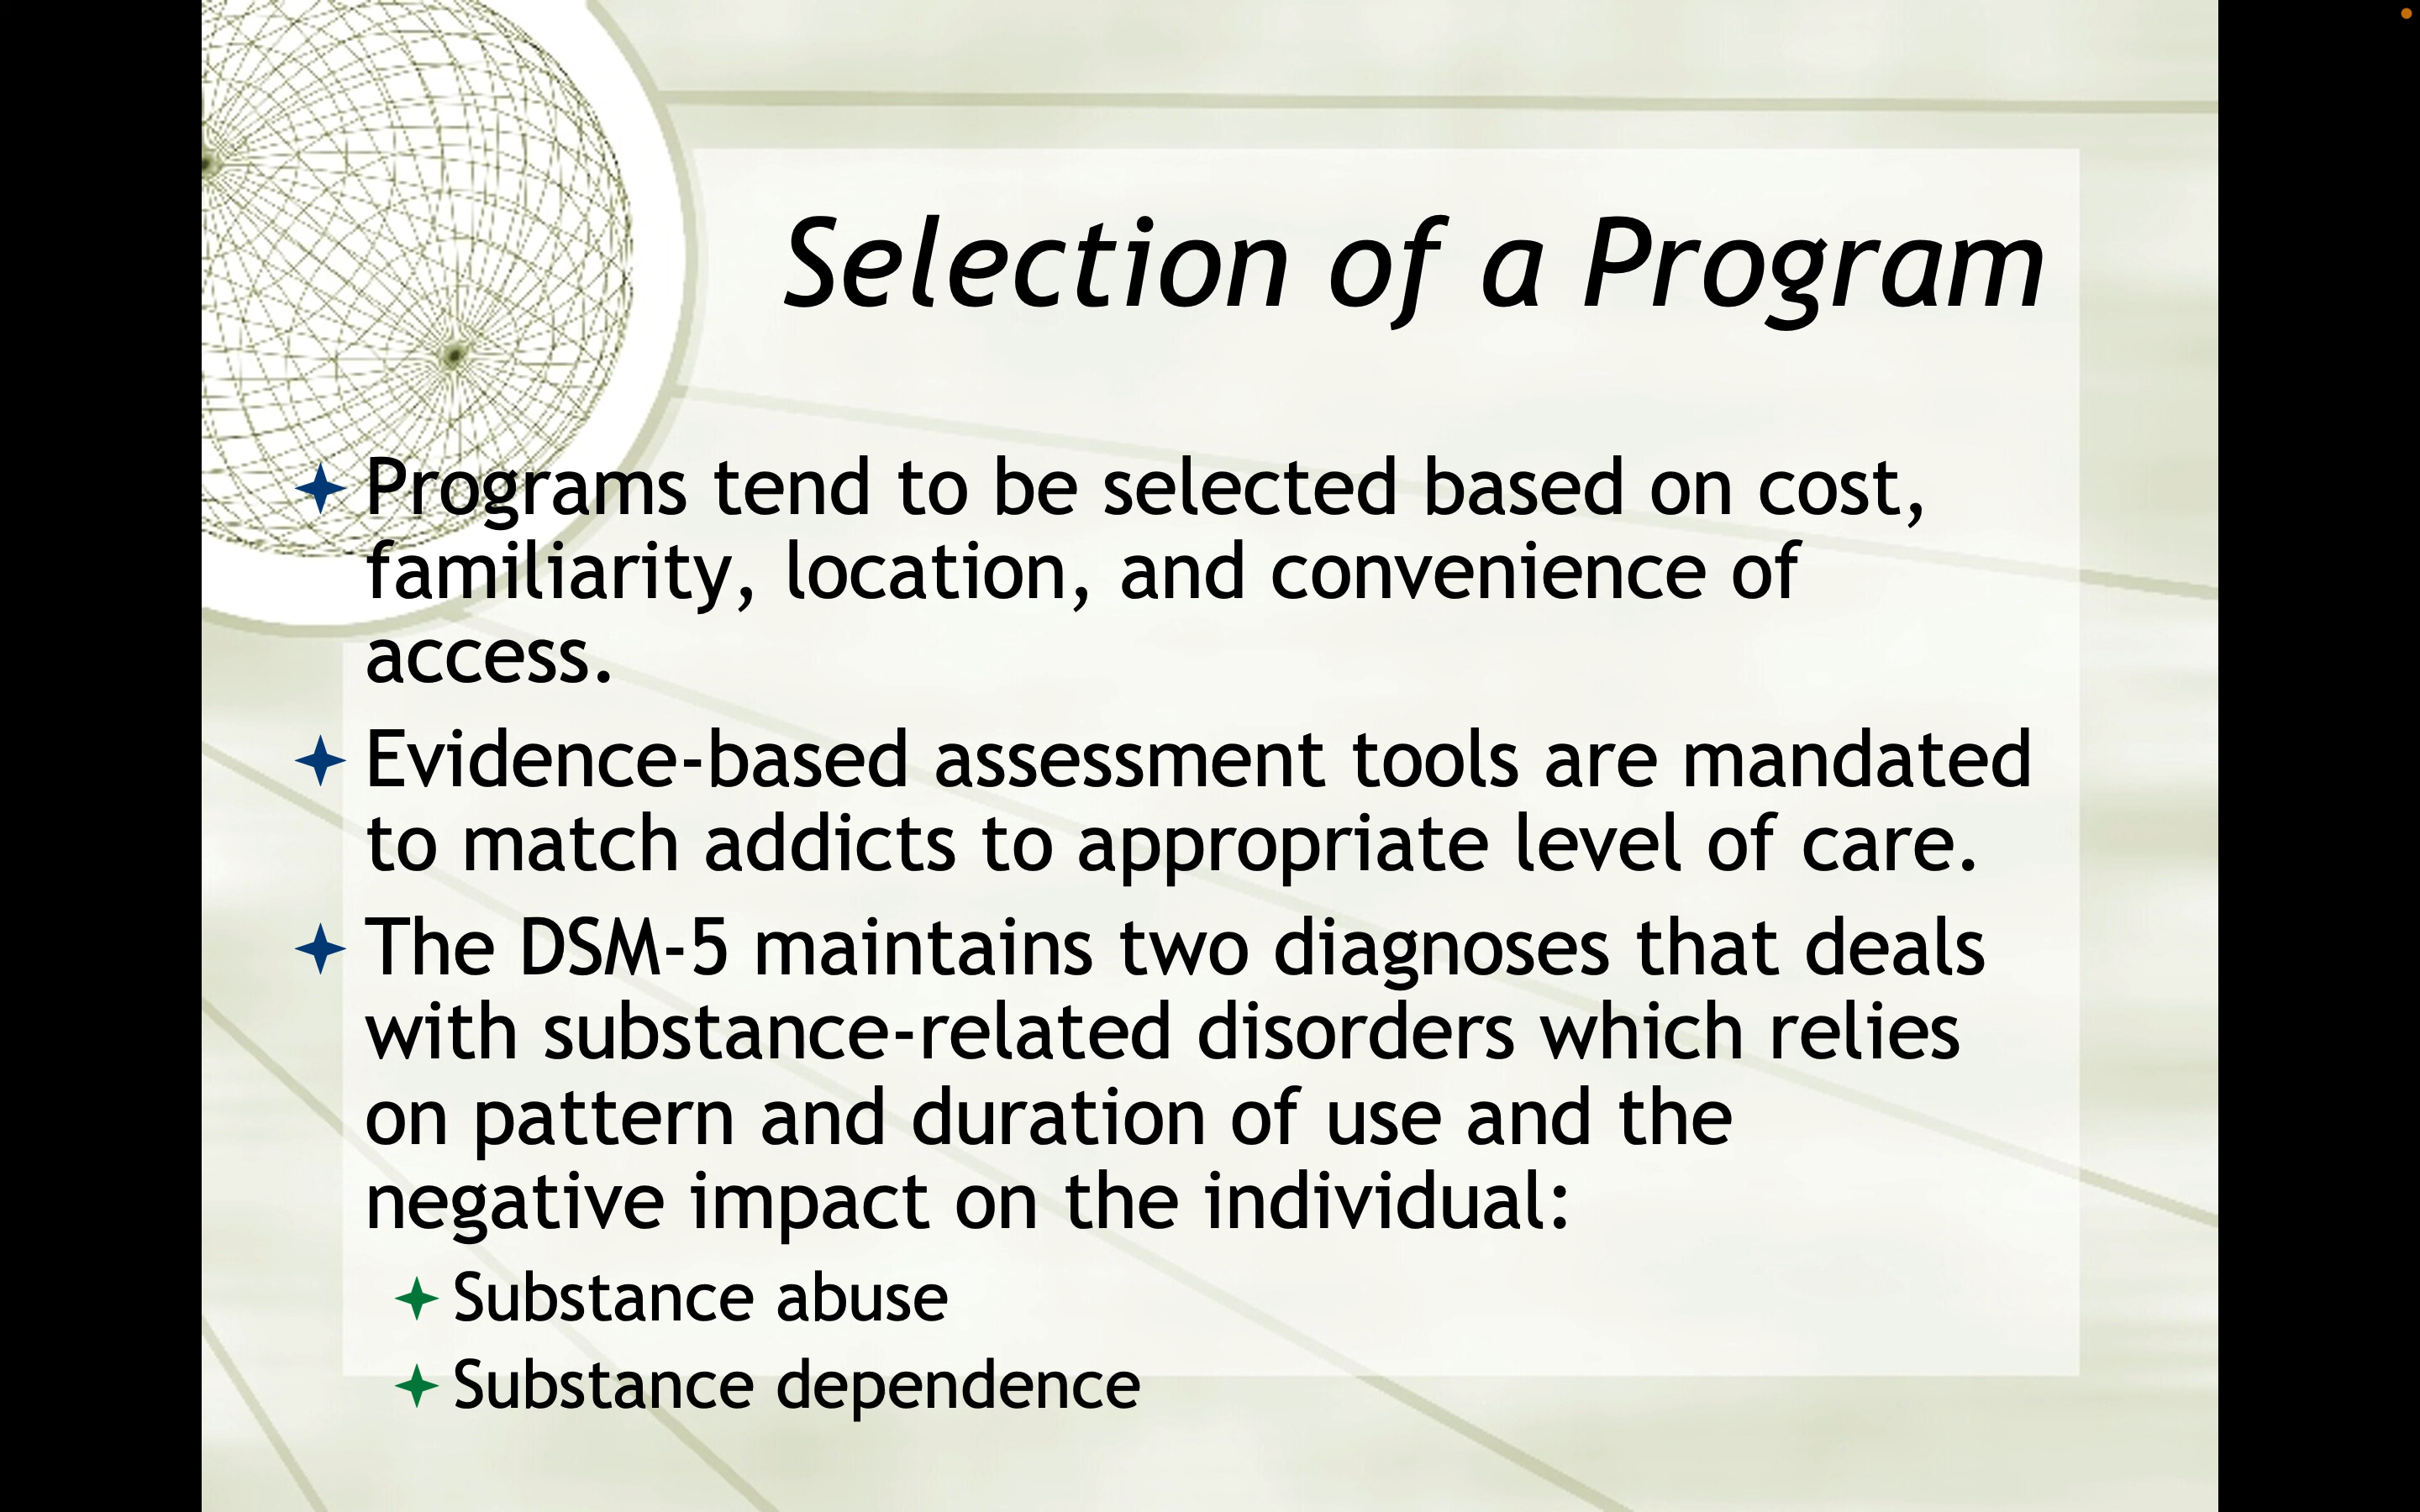 Selection of a Program
Programs tend to be selected based on cost,
familiarity, location, and convenience of
access.
Evidence-based assessment tools are mandated
to match addicts to appropriate level of care.
The DSM-5 maintains two diagnoses that deals
with substance-related disorders which relies
on pattern and duration of use and the
negative impact on the individual:
Substance abuse
Substance dependence